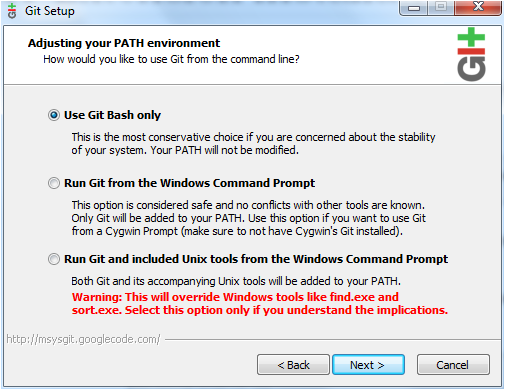 Git Setup
Adjusting your PATH environment
How would you like to use Git from the command line?
Git
Use Git Bash only
This is the most conservative choice if you are concerned about the stability
of your system. Your PATH will not be modified.
Run Git from the Windows Command Prompt
This option is considered safe and no conflicts with other tools are known.
Only Git will be added to your PATH. Use this option if you want to use Git
from a Cygwin Prompt (make sure to not have Cygwin's Git installed).
Run Git and included Unix tools from the Windows Command Prompt
Both Git and its accompanying Unix tools will be added to your PATH.
Warning: This will override Windows tools like find.exe and
sort.exe. Select this option only if you understand the implications.
http://msysgit.googlecode.com/
< Back
Next >
Cancel